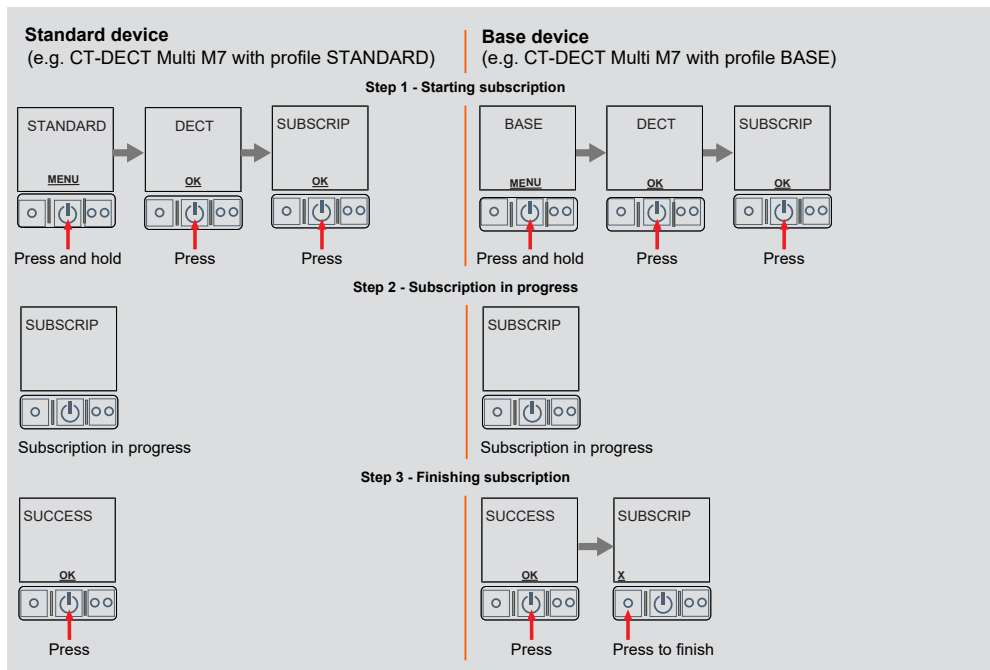 Standard device
(e.g. CT-DECT Multi M7 with profile STANDARD)
Base device
(e.g. CT-DECT Multi M7 with profile BASE)
Step 1 - Starting subscription
STANDARD
MENU
Press and hold
DECT
OK
Press
SUBSCRIP
OK
Press
BASE
MENU
Press and hold
DECT
OK
Press
SUBSCRIP
OK
Press
Step 2 - Subscription in progress
SUBSCRIP
Subscription in progress
SUBSCRIP
Subscription in progress
Step 3 - Finishing subscription
SUCCESS
OK
Press
SUCCESS
OK
Press
SUBSCRIP
X
Press to finish